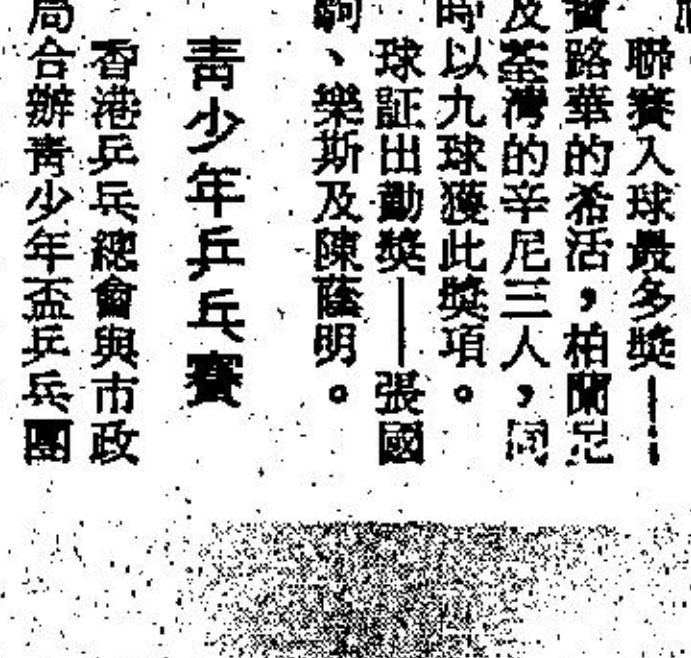 聯賽入球最多獎——
寶路華的希活，柏蘭尼
及荃灣的辛尼三人，同
時以九球獲此獎項。
球証出勤獎——張國
駒、樂斯及陳蔭明。
青少年乒乓賽
香港乒乓總會與市政
局合辦青少年盃乒乓團